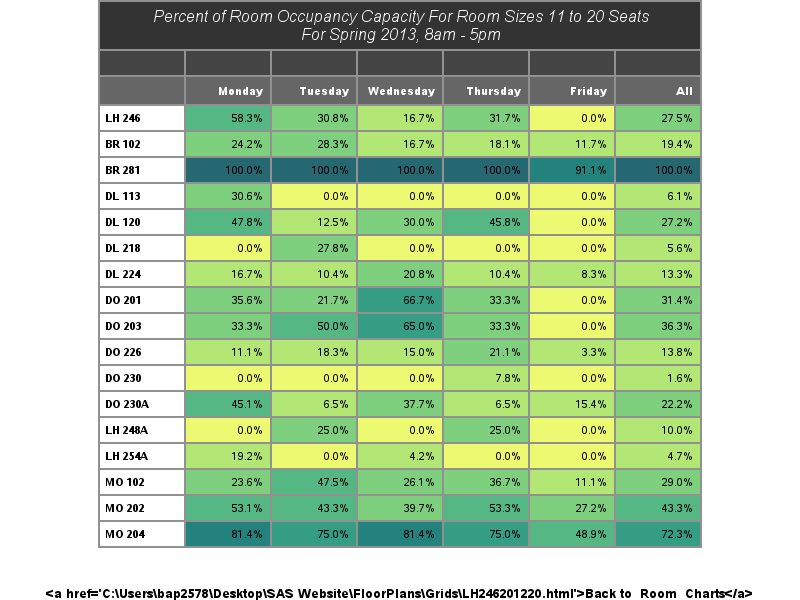 Percent of Room Occupancy Capacity For Room Sizes 11 to 20 Seats
For Spring 2013, 8am - 5pm
Monday Tuesday Wednesday Thursday Friday All
LH 246 58.3% 30.8% 16.7% 31.7% 0.0% 27.5%
BR 102 24.2% 28.3% 16.7% 18.1% 11.7% 19.4%
BR 281 100.0% 100.0% 100.0% 100.0% 91.1% 100.0%
DL 113 30.6% 0.0% 0.0% 0.0% 0.0% 6.1%
DL 120 47.8% 12.5% 30.0% 45.8% 0.0% 27.2%
DL 218 0.0% 27.8% 0.0% 0.0% 0.0% 5.6%
DL 224 16.7% 10.4% 20.8% 10.4% 8.3% 13.3%
DO 201 35.6% 21.7% 66.7% 33.3% 0.0% 31.4%
DO 203 33.3% 50.0% 65.0% 33.3% 0.0% 36.3%
DO 226 11.1% 18.3% 15.0% 21.1% 3.3% 13.8%
DO 230 0.0% 0.0% 0.0% 7.8% 0.0% 1.6%
DO 230A 45.1% 6.5% 37.7% 6.5% 15.4% 22.2%
LH 248A 0.0% 25.0% 0.0% 25.0% 0.0% 10.0%
LH 254A 19.2% 0.0% 4.2% 0.0% 0.0% 4.7%
MO 102 23.6% 47.5% 26.1% 36.7% 11.1% 29.0%
MO 202 53.1% 43.3% 39.7% 53.3% 27.2% 43.3%
MO 204 81.4% 75.0% 81.4% 75.0% 48.9% 72.3%
<a href='C:\Users\bap2578\Desktop\SAS Website\FloorPlans\Grids\LH246201220.html'>Back to Room Charts</a>